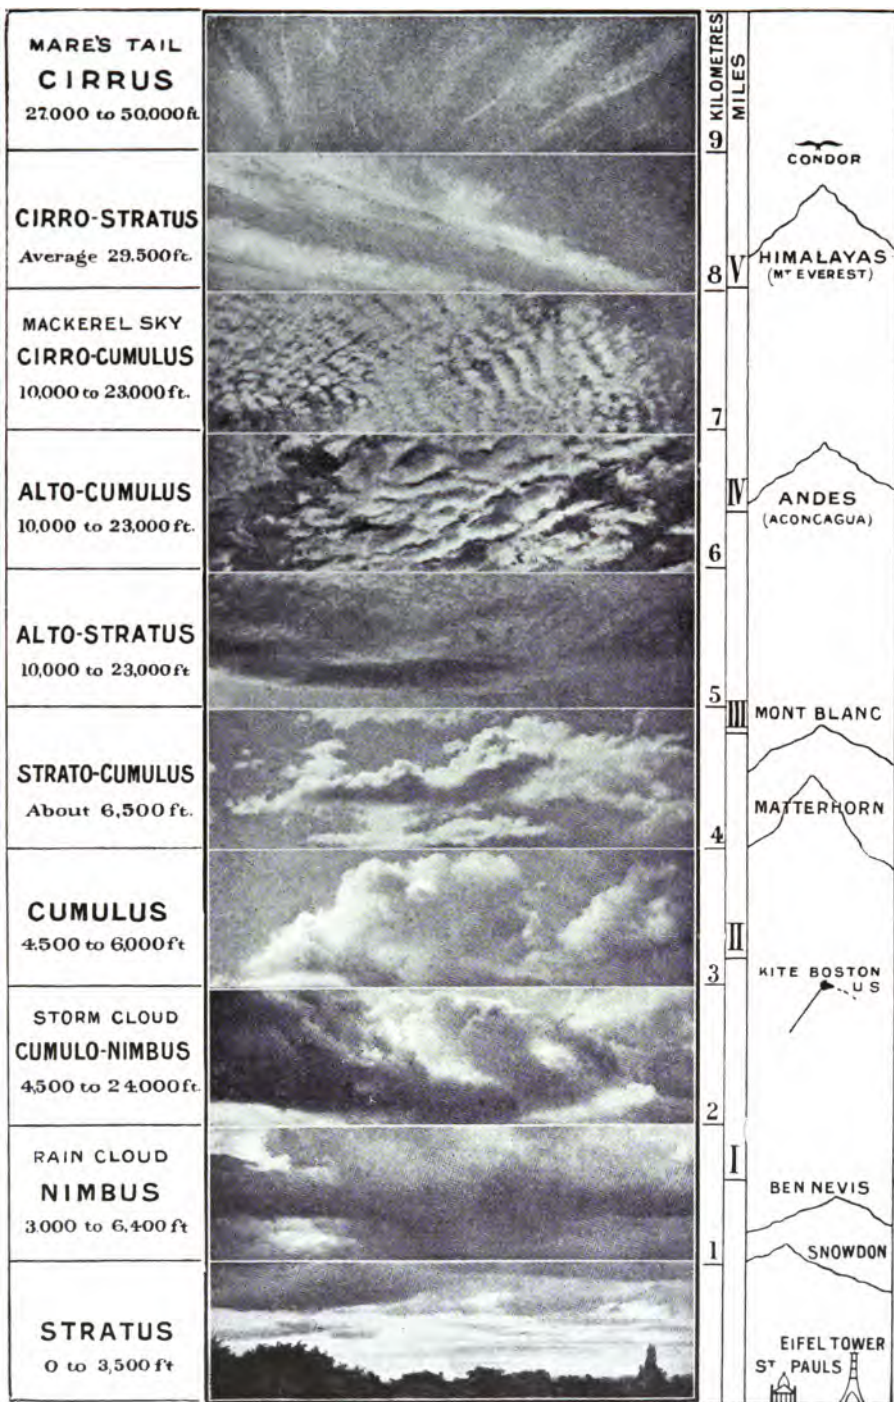 MARE'S TAIL
CIRRUS
27.000 to 50.000 ft.
CIRRO-STRATUS
Average 29.500 ft.
MACKEREL SKY
CIRRO-CUMULUS
10.000 to 23.000 ft.
ALTO-CUMULUS
10,000 to 23,000 ft.
ALTO-STRATUS
10,000 to 23,000 ft
STRATO-CUMULUS
About 6,500 ft.
CUMULUS
4.500 to 6,000 ft
STORM CLOUD
CUMULO-NIMBUS
4,500 to 24.000 ft.
RAIN CLOUD
NIMBUS
3.000 to 6,400 ft
STRATUS
0 to 3,500 ft
KILOMETRES
9
8
7
6
5
4
3
2
1
MILES
V
IV
III
II
I
CONDOR
HIMALAYAS
(MT EVEREST)
ANDES
(ACONCAGUA)
MONT BLANC
MATTERHORN
KITE BOSTON
U S
BEN NEVIS
SNOWDON
EIFEL TOWER
ST PAULS